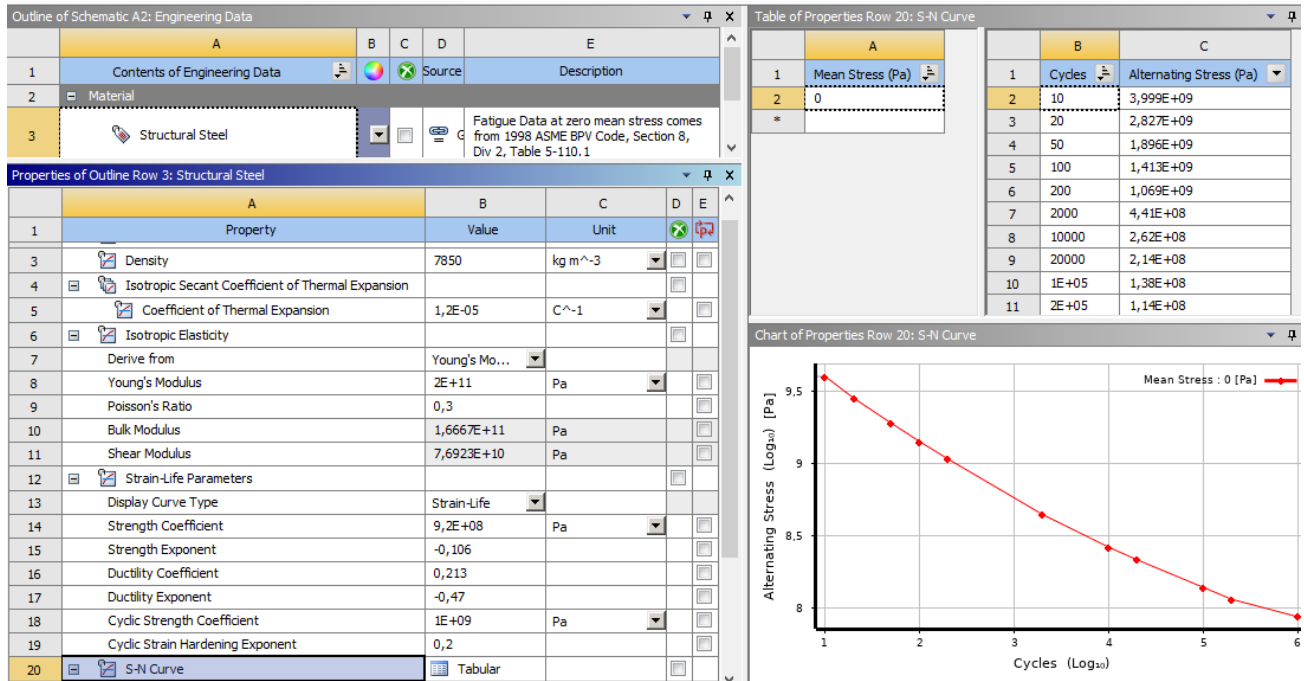 Outline of Schematic A2: Engineering Data
A B C D E
1 Contents of Engineering Data Source Description
2 Material
3 Structural Steel G Fatigue Data at zero mean stress comes
from 1998 ASME BPV Code, Section 8,
Div 2, Table 5-110.1
Properties of Outline Row 3: Structural Steel
A B C D E
1 Property Value Unit
3 Density 7850 kg m^-3
4 Isotropic Secant Coefficient of Thermal Expansion
5 Coefficient of Thermal Expansion 1,2E-05 C^-1
6 Isotropic Elasticity
7 Derive from Young's Mo...
8 Young's Modulus 2E+11 Pa
9 Poisson's Ratio 0,3
10 Bulk Modulus 1,6667E+11 Pa
11 Shear Modulus 7,6923E+10 Pa
12 Strain-Life Parameters
13 Display Curve Type Strain-Life
14 Strength Coefficient 9,2E+08 Pa
15 Strength Exponent -0,106
16 Ductility Coefficient 0,213
17 Ductility Exponent -0,47
18 Cyclic Strength Coefficient 1E+09 Pa
19 Cyclic Strain Hardening Exponent 0,2
20 S-N Curve Tabular
Table of Properties Row 20: S-N Curve
A
1 Mean Stress (Pa)
2 0
*
B C
1 Cycles Alternating Stress (Pa)
2 10 3,999E+09
3 20 2,827E+09
4 50 1,896E+09
5 100 1,413E+09
6 200 1,069E+09
7 2000 4,41E+08
8 10000 2,62E+08
9 20000 2,14E+08
10 1E+05 1,38E+08
11 2E+05 1,14E+08
Chart of Properties Row 20: S-N Curve
Mean Stress : 0 [Pa]
Alternating Stress (Log₁₀) [Pa]
9,5
9
8,5
8
1 2 3 4 5 6
Cycles (Log₁₀)